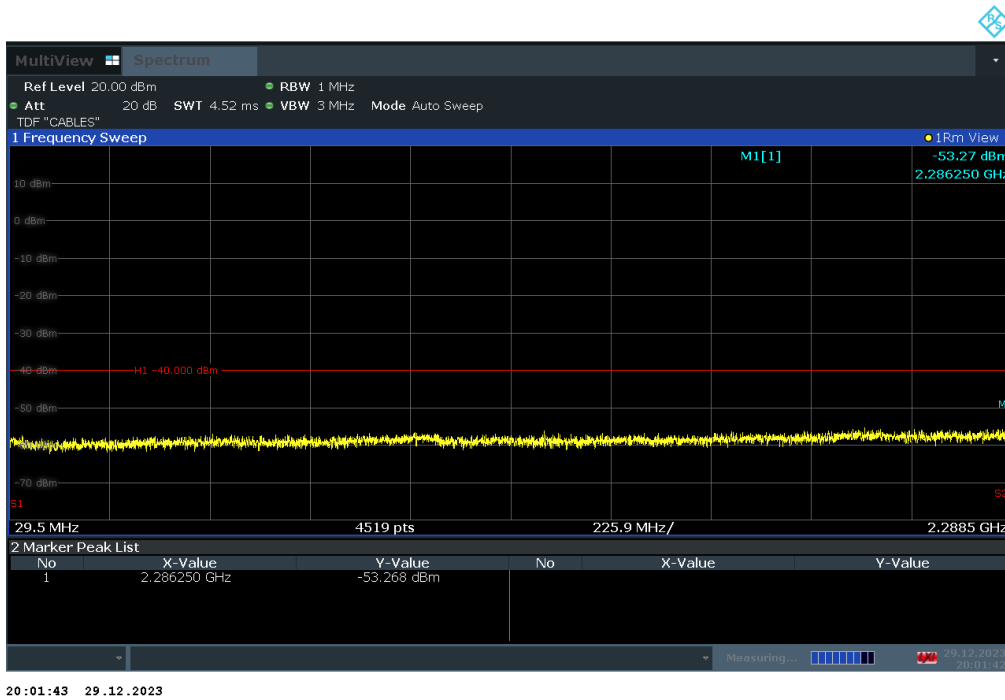 R&S
MultiView Spectrum
Ref Level 20.00 dBm RBW 1 MHz
Att 20 dB SWT 4.52 ms VBW 3 MHz Mode Auto Sweep
TDF "CABLES"
1 Frequency Sweep 1Rm View
M1[1] -53.27 dBm
2.286250 GHz
10 dBm
0 dBm
-10 dBm
-20 dBm
-30 dBm
-40 dBm H1 -40.000 dBm
-50 dBm
M
-70 dBm
S1 S2
29.5 MHz 4519 pts 225.9 MHz/ 2.2885 GHz
2 Marker Peak List
No X-Value Y-Value No X-Value Y-Value
1 2.286250 GHz -53.268 dBm
Measuring... 29.12.2023
20:01:42
20:01:43 29.12.2023